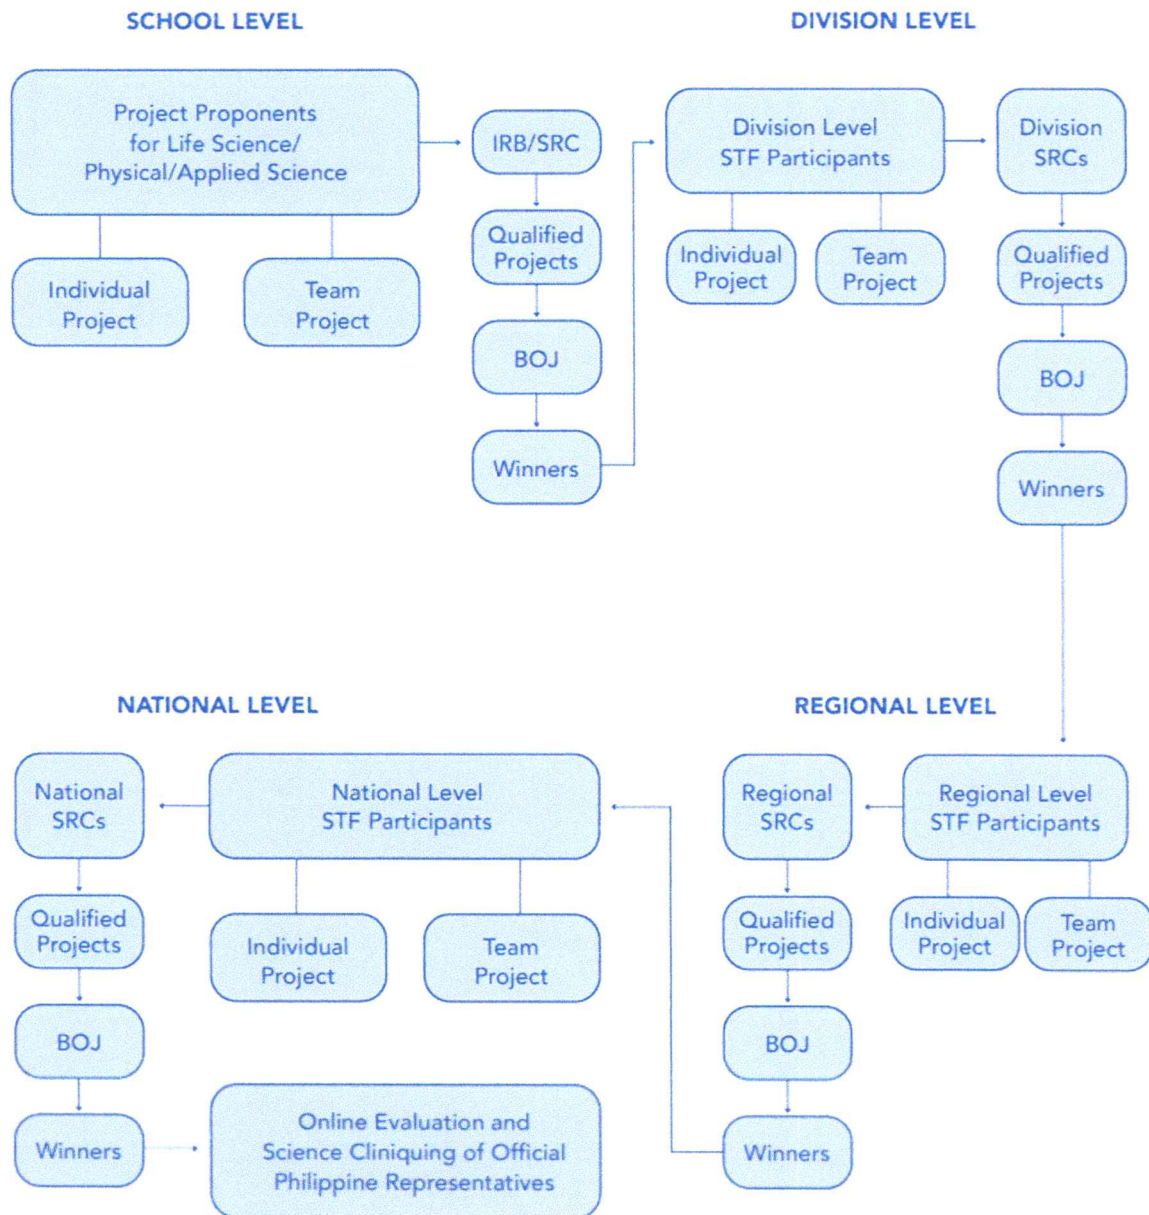 SCHOOL LEVEL
Project Proponents
for Life Science/
Physical/Applied Science
Individual
Project
Team
Project
IRB/SRC
Qualified
Projects
BOJ
Winners
DIVISION LEVEL
Division Level
STF Participants
Individual
Project
Team
Project
Division
SRCs
Qualified
Projects
BOJ
Winners
REGIONAL LEVEL
Regional Level
STF Participants
Individual
Project
Team
Project
Regional
SRCs
Qualified
Projects
BOJ
Winners
NATIONAL LEVEL
National Level
STF Participants
Individual
Project
Team
Project
National
SRCs
Qualified
Projects
BOJ
Winners
Online Evaluation and
Science Cliniquing of Official
Philippine Representatives